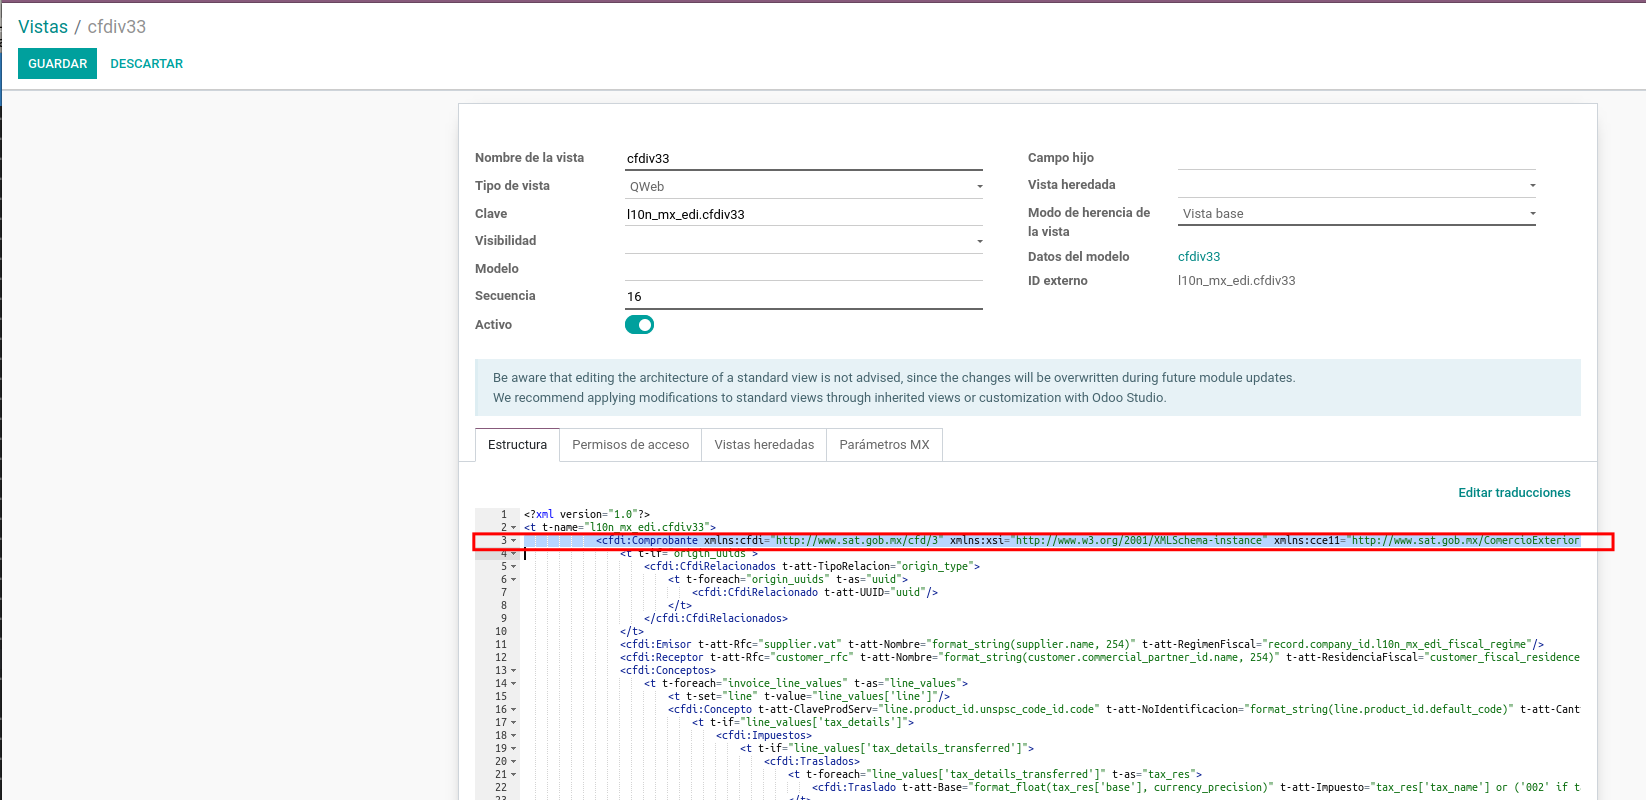 Vistas / cfdiv33
GUARDAR DESCARTAR
Nombre de la vista cfdiv33
Tipo de vista QWeb
Clave l10n_mx_edi.cfdiv33
Visibilidad
Modelo
Secuencia 16
Activo
Campo hijo
Vista heredada
Modo de herencia de la vista Vista base
Datos del modelo cfdiv33
ID externo l10n_mx_edi.cfdiv33
Be aware that editing the architecture of a standard view is not advised, since the changes will be overwritten during future module updates.
We recommend applying modifications to standard views through inherited views or customization with Odoo Studio.
Estructura Permisos de acceso Vistas heredadas Parámetros MX
Editar traducciones
1 <?xml version="1.0"?>
2 <t t-name="l10n_mx_edi.cfdiv33">
3 <cfdi:Comprobante xmlns:cfdi="http://www.sat.gob.mx/cfd/3" xmlns:xsi="http://www.w3.org/2001/XMLSchema-instance" xmlns:cce11="http://www.sat.gob.mx/ComercioExterior
4 <t t-if="origin_uuids">
5 <cfdi:CfdiRelacionados t-att-TipoRelacion="origin_type">
6 <t t-foreach="origin_uuids" t-as="uuid">
7 <cfdi:CfdiRelacionado t-att-UUID="uuid"/>
8 </t>
9 </cfdi:CfdiRelacionados>
10 </t>
11 <cfdi:Emisor t-att-Rfc="supplier.vat" t-att-Nombre="format_string(supplier.name, 254)" t-att-RegimenFiscal="record.company_id.l10n_mx_edi_fiscal_regime"/>
12 <cfdi:Receptor t-att-Rfc="customer_rfc" t-att-Nombre="format_string(customer.commercial_partner_id.name, 254)" t-att-ResidenciaFiscal="customer_fiscal_residence
13 <cfdi:Conceptos>
14 <t t-foreach="invoice_line_values" t-as="line_values">
15 <t t-set="line" t-value="line_values['line']"/>
16 <cfdi:Concepto t-att-ClaveProdServ="line.product_id.unspsc_code_id.code" t-att-NoIdentificacion="format_string(line.product_id.default_code)" t-att-Cant
17 <t t-if="line_values['tax_details']">
18 <cfdi:Impuestos>
19 <t t-if="line_values['tax_details_transferred']">
20 <cfdi:Traslados>
21 <t t-foreach="line_values['tax_details_transferred']" t-as="tax_res">
22 <cfdi:Traslado t-att-Base="format_float(tax_res['base'], currency_precision)" t-att-Impuesto="tax_res['tax_name'] or ('002' if t
23 </t>